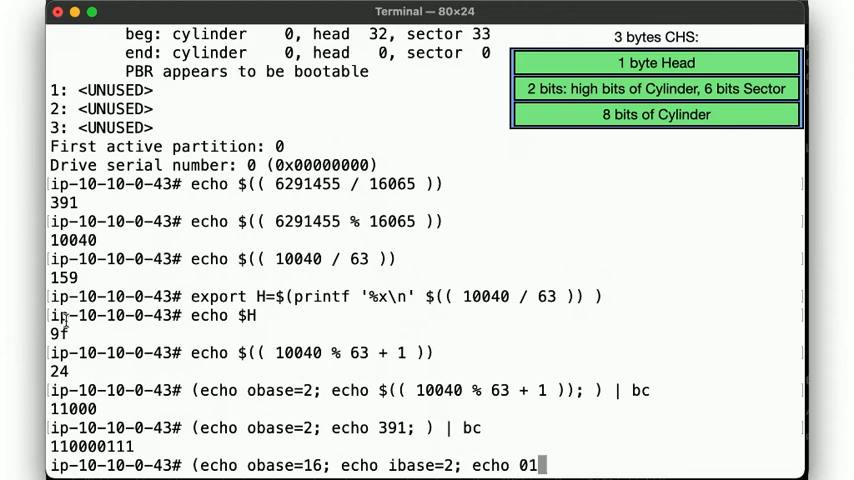 Terminal — 80×24
beg: cylinder    0, head  32, sector 33
end: cylinder    0, head   0, sector  0
PBR appears to be bootable
1: <UNUSED>
2: <UNUSED>
3: <UNUSED>
First active partition: 0
Drive serial number: 0 (0x00000000)
ip-10-10-0-43# echo $(( 6291455 / 16065 ))
391
ip-10-10-0-43# echo $(( 6291455 % 16065 ))
10040
ip-10-10-0-43# echo $(( 10040 / 63 ))
159
ip-10-10-0-43# export H=$(printf '%x\n' $(( 10040 / 63 )) )
ip-10-10-0-43# echo $H
9f
ip-10-10-0-43# echo $(( 10040 % 63 + 1 ))
24
ip-10-10-0-43# (echo obase=2; echo $(( 10040 % 63 + 1 )); ) | bc
11000
ip-10-10-0-43# (echo obase=2; echo 391; ) | bc
110000111
ip-10-10-0-43# (echo obase=16; echo ibase=2; echo 01
3 bytes CHS:
1 byte Head
2 bits: high bits of Cylinder, 6 bits Sector
8 bits of Cylinder